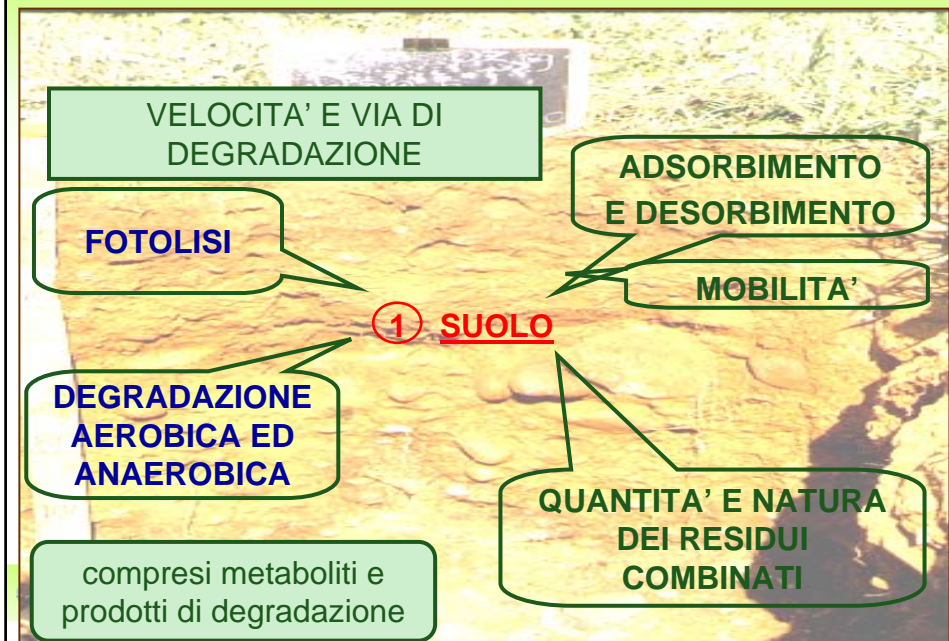 VELOCITA’ E VIA DI
DEGRADAZIONE
ADSORBIMENTO
E DESORBIMENTO
FOTOLISI
MOBILITA’
1 SUOLO
DEGRADAZIONE
AEROBICA ED
ANAEROBICA
QUANTITA’ E NATURA
DEI RESIDUI
COMBINATI
compresi metaboliti e
prodotti di degradazione